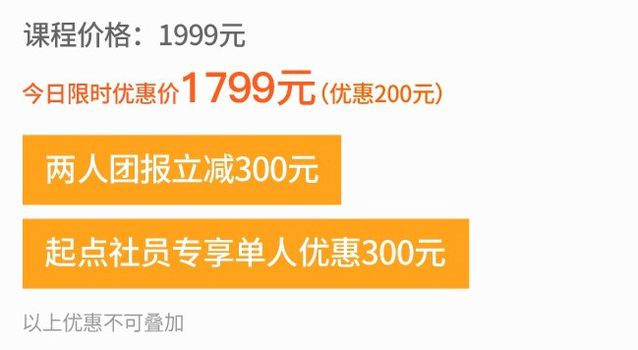 课程价格：1999元
今日限时优惠价1799元（优惠200元）
两人团报立减300元
起点社员专享单人优惠300元
以上优惠不可叠加